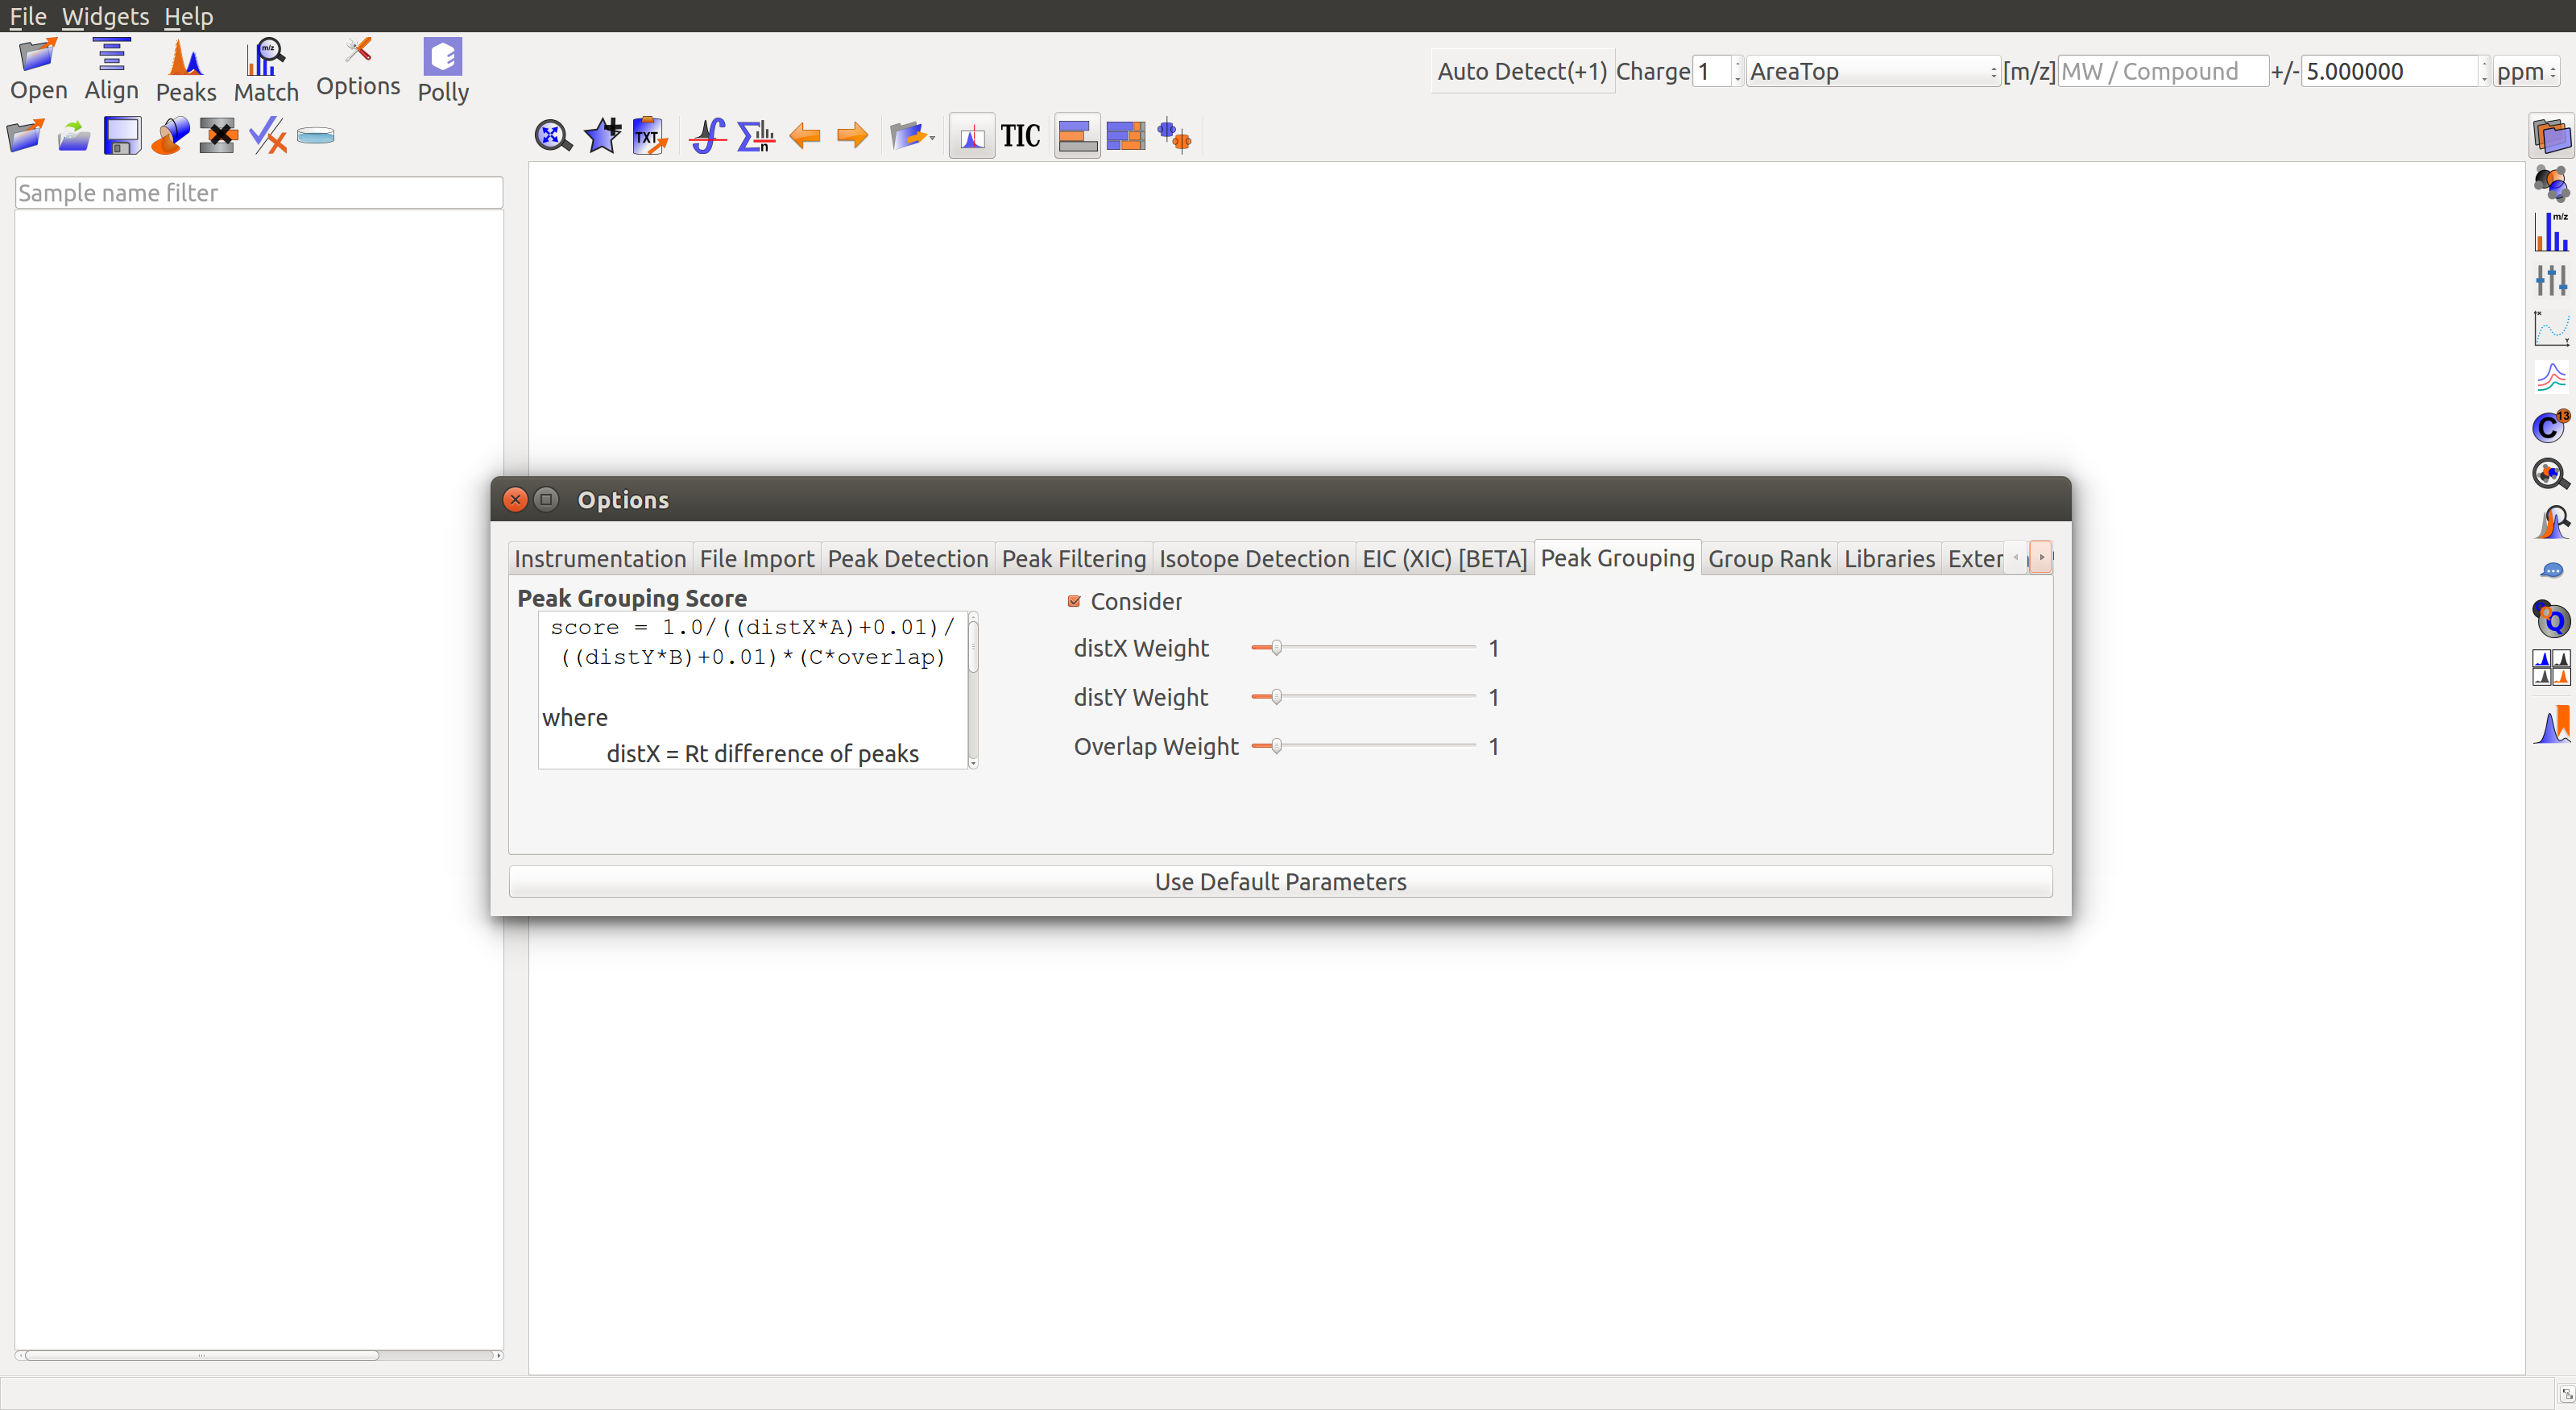 File Widgets Help
Open Align Peaks Match Options Polly
Auto Detect(+1) Charge 1 AreaTop [m/z] MW / Compound +/- 5.000000 ppm
TXT n TIC
Sample name filter
m/z
13
C
Q
Options
Instrumentation File Import Peak Detection Peak Filtering Isotope Detection EIC (XIC) [BETA] Peak Grouping Group Rank Libraries Exter
Peak Grouping Score
score = 1.0/((distX*A)+0.01)/
((distY*B)+0.01)*(C*overlap)
where
distX = Rt difference of peaks
Consider
distX Weight 1
distY Weight 1
Overlap Weight 1
Use Default Parameters